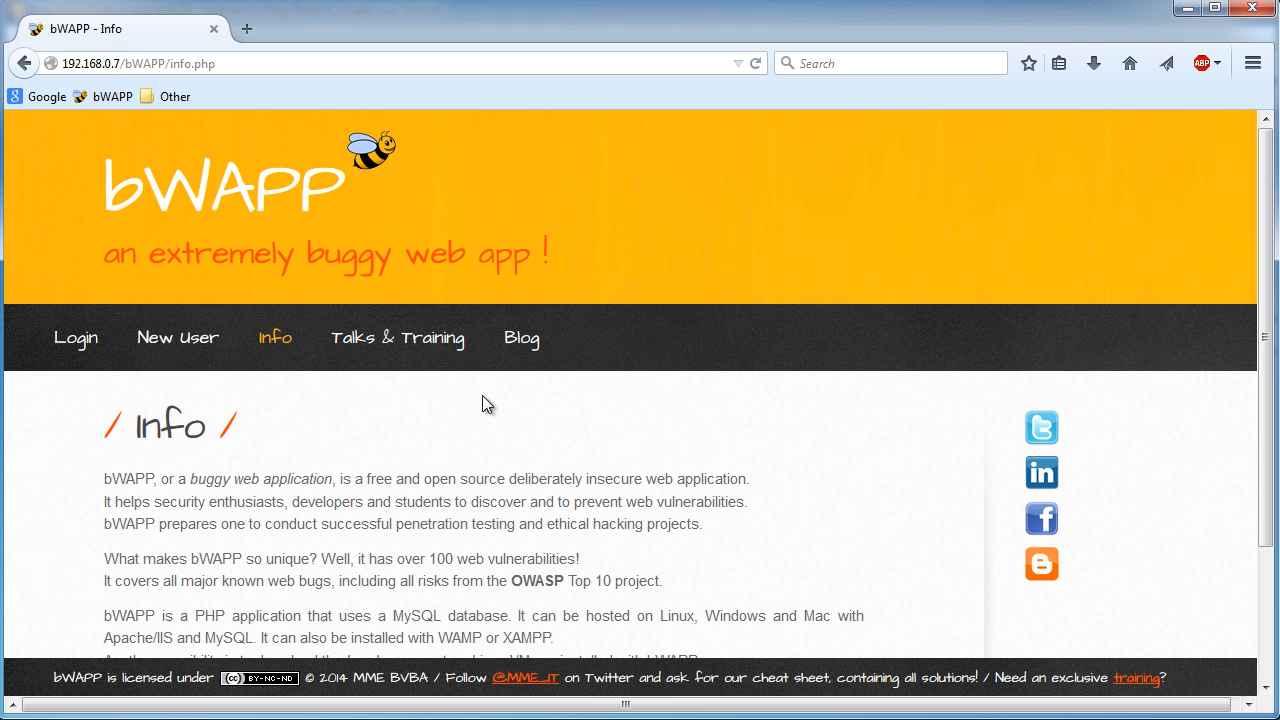 bWAPP - Info
192.168.0.7/bWAPP/info.php
Search
ABP
Google bWAPP Other
bWAPP
an extremely buggy web app !
Login New User Info Talks & Training Blog
/ Info /
bWAPP, or a buggy web application, is a free and open source deliberately insecure web application.
It helps security enthusiasts, developers and students to discover and to prevent web vulnerabilities.
bWAPP prepares one to conduct successful penetration testing and ethical hacking projects.
What makes bWAPP so unique? Well, it has over 100 web vulnerabilities!
It covers all major known web bugs, including all risks from the OWASP Top 10 project.
bWAPP is a PHP application that uses a MySQL database. It can be hosted on Linux, Windows and Mac with
Apache/IIS and MySQL. It can also be installed with WAMP or XAMPP.
bWAPP is licensed under cc BY-NC-ND © 2014 MME BVBA / Follow @MME_IT on Twitter and ask for our cheat sheet, containing all solutions! / Need an exclusive training?